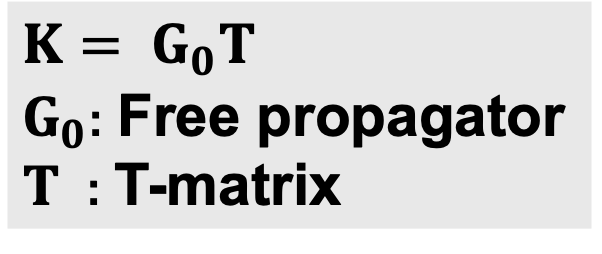 K = G₀T
G₀: Free propagator
T : T-matrix